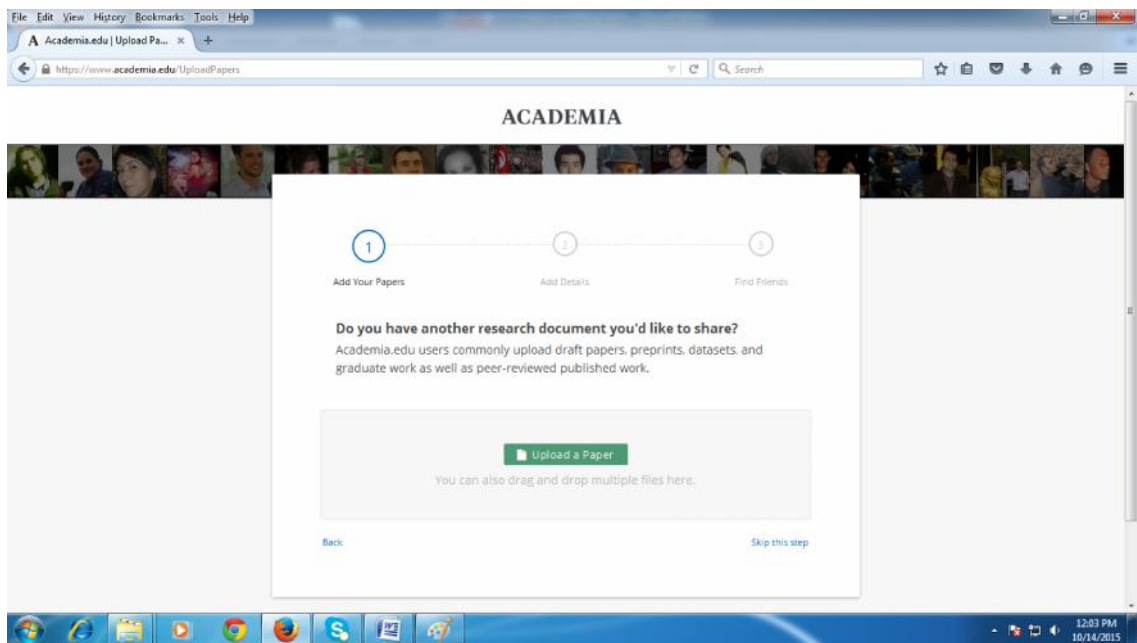 File Edit View History Bookmarks Tools Help
A Academia.edu | Upload Pa... × +
https://www.academia.edu/UploadPapers
Search
ACADEMIA
1
2
3
Add Your Papers
Add Details
Find Friends
Do you have another research document you'd like to share?
Academia.edu users commonly upload draft papers, preprints, datasets, and
graduate work as well as peer-reviewed published work.
Upload a Paper
You can also drag and drop multiple files here.
Back
Skip this step
12:03 PM
10/14/2015